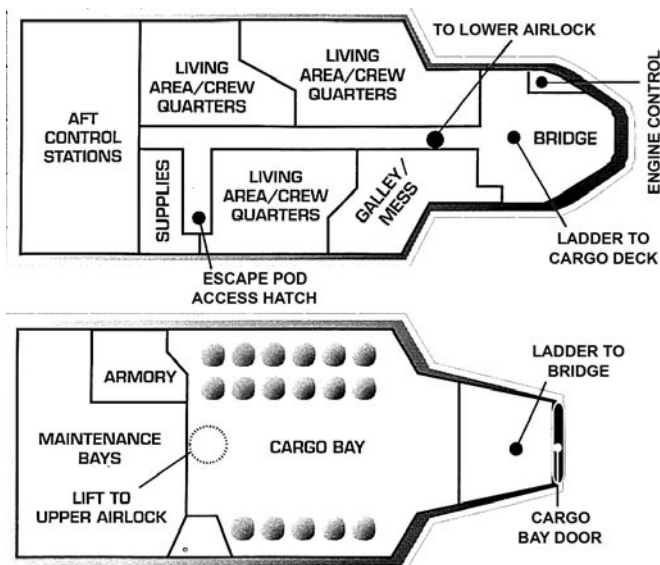 TO LOWER AIRLOCK
LIVING
AREA/CREW
QUARTERS
LIVING
AREA/CREW
QUARTERS
ENGINE CONTROL
AFT
CONTROL
STATIONS
BRIDGE
SUPPLIES
LIVING
AREA/CREW
QUARTERS
GALLEY/
MESS
LADDER TO
CARGO DECK
ESCAPE POD
ACCESS HATCH
LADDER TO
BRIDGE
ARMORY
MAINTENANCE
BAYS
CARGO BAY
LIFT TO
UPPER AIRLOCK
CARGO
BAY DOOR